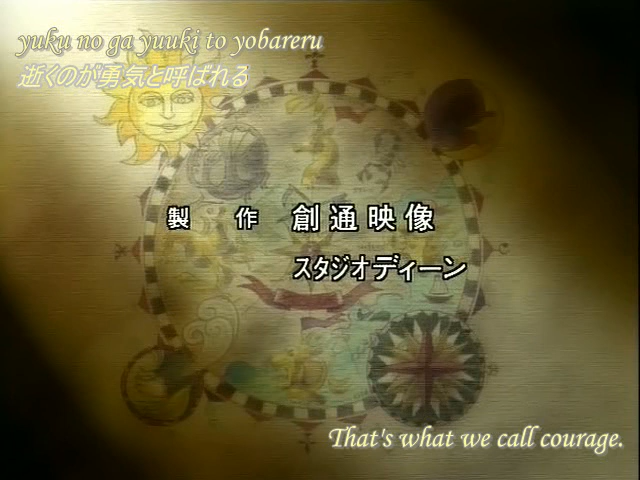 yuku no ga yuuki to yobareru
逝くのが勇気と呼ばれる
製 作 創通映像
スタジオディーン
That's what we call courage.